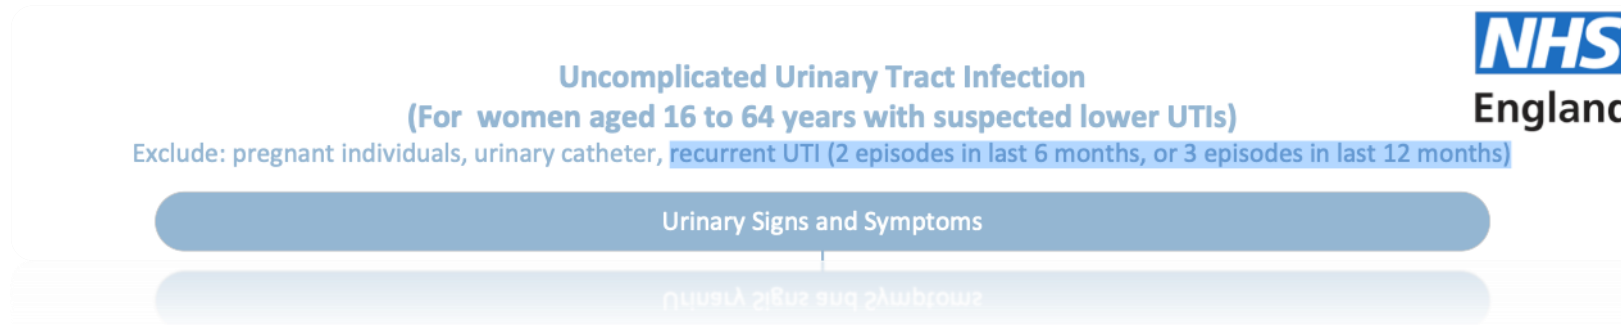 NHS
England
Uncomplicated Urinary Tract Infection
(For women aged 16 to 64 years with suspected lower UTIs)
Exclude: pregnant individuals, urinary catheter, recurrent UTI (2 episodes in last 6 months, or 3 episodes in last 12 months)
Urinary Signs and Symptoms